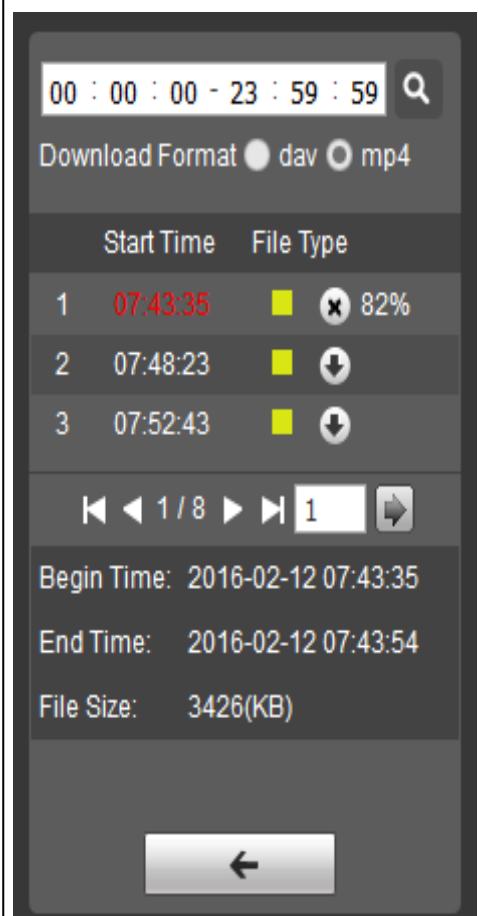 00 : 00 : 00 - 23 : 59 : 59
Download Format dav mp4
Start Time File Type
1 07:43:35 82%
2 07:48:23
3 07:52:43
1 / 8 1
Begin Time: 2016-02-12 07:43:35
End Time: 2016-02-12 07:43:54
File Size: 3426(KB)